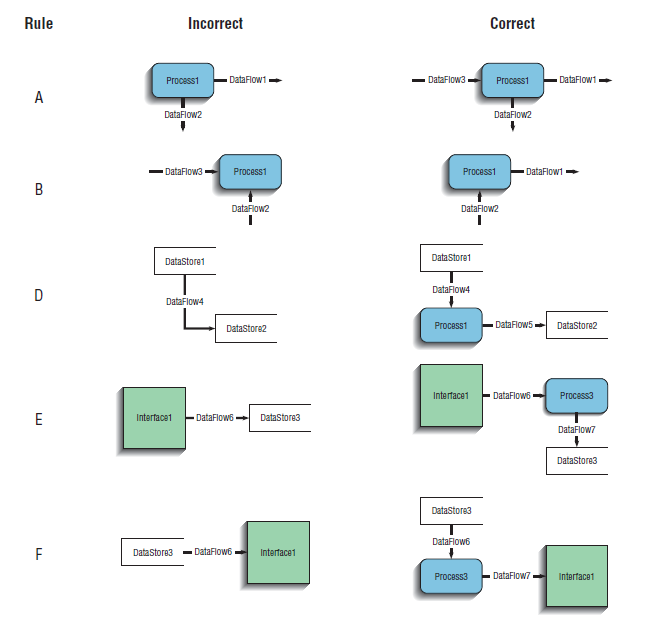 Rule Incorrect Correct
A
Process1 DataFlow1
DataFlow2
DataFlow3 Process1 DataFlow1
DataFlow2
B
DataFlow3 Process1
DataFlow2
Process1 DataFlow1
DataFlow2
D
DataStore1
DataFlow4
DataStore2
DataStore1
DataFlow4
Process1 DataFlow5 DataStore2
E
Interface1 DataFlow6 DataStore3
Interface1 DataFlow6 Process3
DataFlow7
DataStore3
F
DataStore3 DataFlow6 Interface1
DataStore3
DataFlow6
Process3 DataFlow7 Interface1